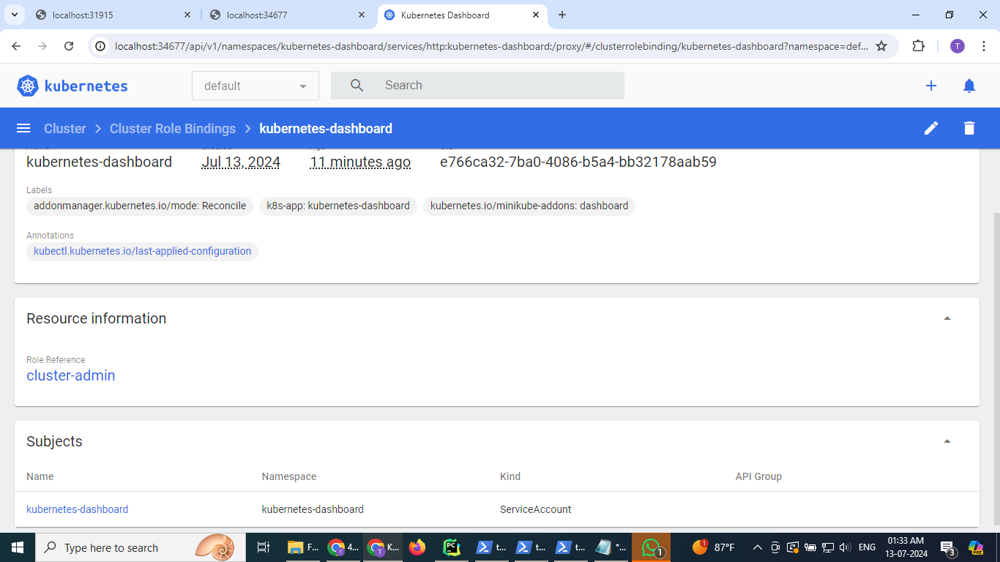 localhost:31915
localhost:34677
Kubernetes Dashboard
localhost:34677/api/v1/namespaces/kubernetes-dashboard/services/http:kubernetes-dashboard:/proxy/#/clusterrolebinding/kubernetes-dashboard?namespace=def...
T
kubernetes
default
Search
Cluster > Cluster Role Bindings > kubernetes-dashboard
kubernetes-dashboard Jul 13, 2024 11 minutes ago e766ca32-7ba0-4086-b5a4-bb32178aab59
Labels
addonmanager.kubernetes.io/mode: Reconcile k8s-app: kubernetes-dashboard kubernetes.io/minikube-addons: dashboard
Annotations
kubectl.kubernetes.io/last-applied-configuration
Resource information
Role Reference
cluster-admin
Subjects
Name Namespace Kind API Group
kubernetes-dashboard kubernetes-dashboard ServiceAccount
Type here to search
F... 4... K... t... t... t... *... 1
1 87°F ENG 01:33 AM 3 PRE
13-07-2024